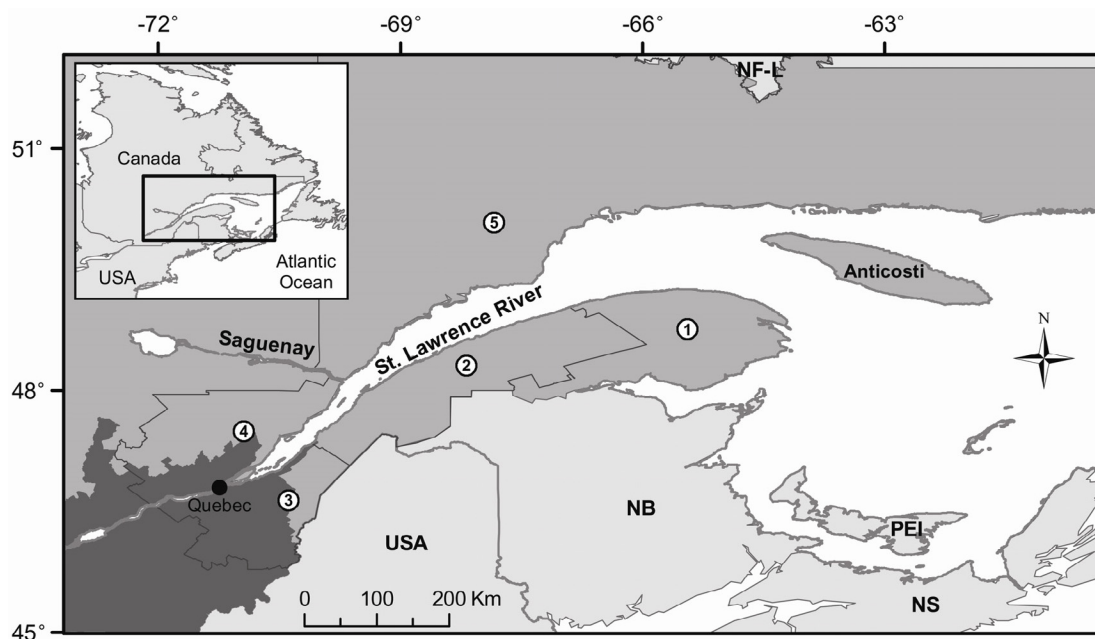 -72° -69° -66° -63°
NF-L
51°
Canada
5
Atlantic
Ocean
USA
Anticosti
St. Lawrence River
Saguenay
1
N
2
48°
4
Quebec
3
NB
PEI
USA
0 100 200 Km
NS
45°